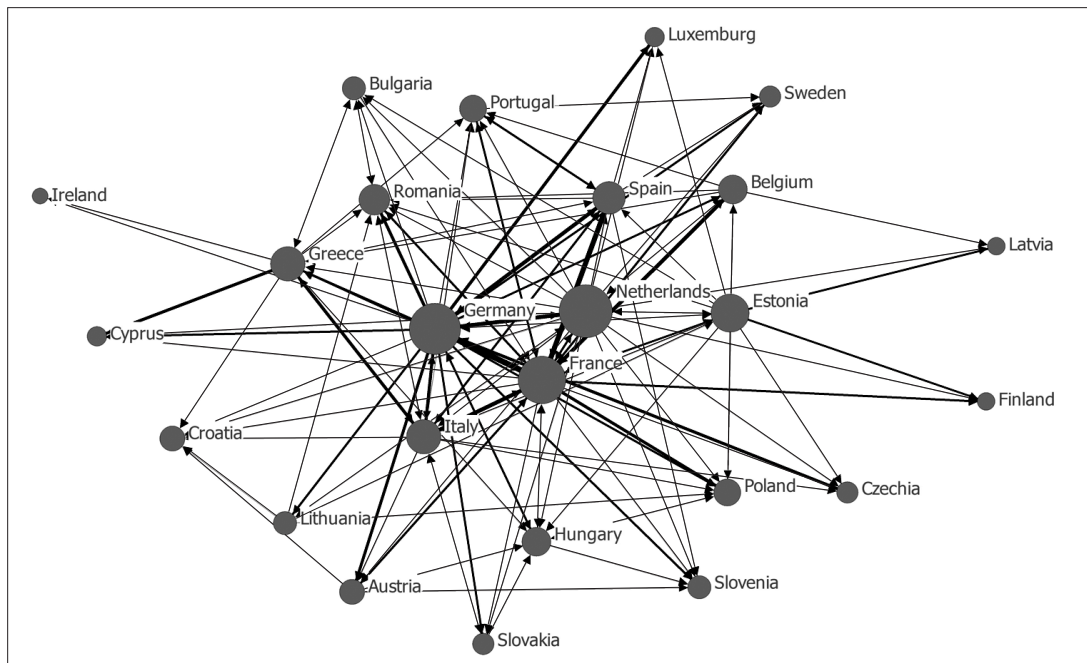 Luxemburg
Bulgaria
Sweden
Portugal
Belgium
Spain
Romania
Ireland
Latvia
Greece
Netherlands
Estonia
Germany
Cyprus
France
Finland
Italy
Croatia
Poland
Czechia
Lithuania
Hungary
Slovenia
Austria
Slovakia